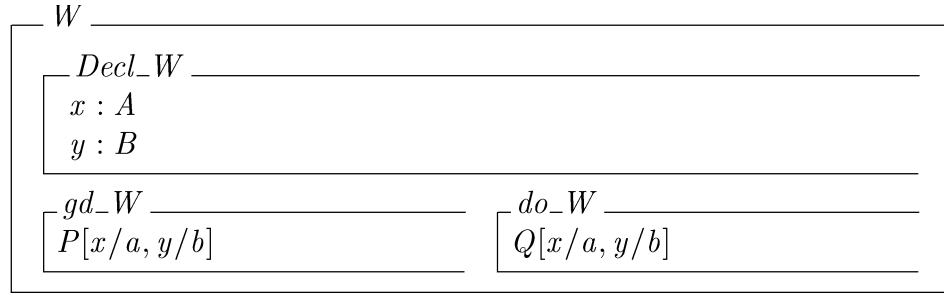 W
Decl_W
x : A
y : B
gd_W
P[x/a, y/b]
do_W
Q[x/a, y/b]